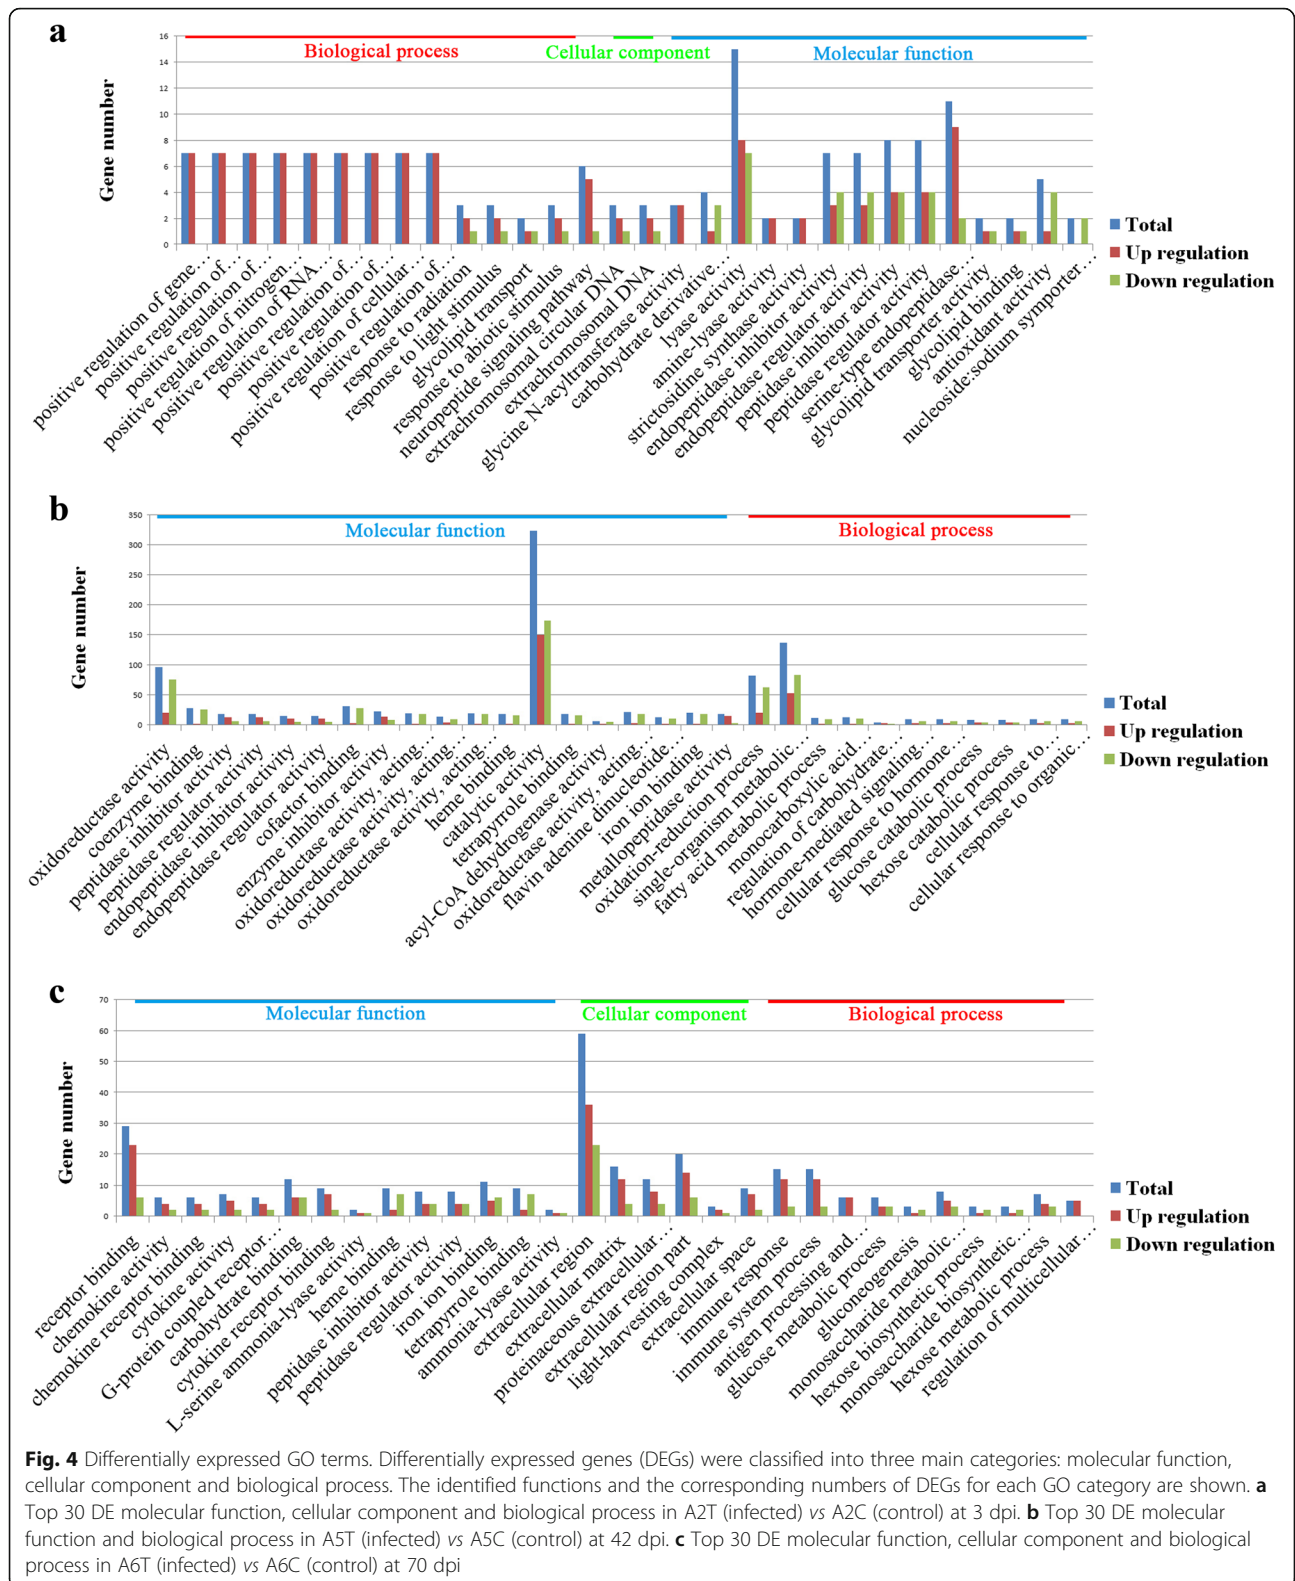 a
Biological process
Cellular component
Molecular function
Gene number
16
14
12
10
8
6
4
2
0
positive regulation of gene…
positive regulation of…
positive regulation of…
positive regulation of nitrogen…
positive regulation of RNA…
positive regulation of…
positive regulation of…
positive regulation of cellular…
positive regulation of…
response to radiation
response to light stimulus
glycolipid transport
response to abiotic stimulus
neuropeptide signaling pathway
extrachromosomal circular DNA
extrachromosomal DNA
glycine N-acyltransferase activity
carbohydrate derivative…
lyase activity
amine-lyase activity
strictosidine synthase activity
endopeptidase inhibitor activity
endopeptidase regulator activity
peptidase inhibitor activity
peptidase regulator activity
serine-type endopeptidase…
glycolipid transporter activity
glycolipid binding
antioxidant activity
nucleoside:sodium symporter…
Total
Up regulation
Down regulation
b
Molecular function
Biological process
Gene number
350
300
250
200
150
100
50
0
oxidoreductase activity
coenzyme binding
peptidase inhibitor activity
peptidase regulator activity
endopeptidase inhibitor activity
endopeptidase regulator activity
cofactor binding
enzyme inhibitor activity
oxidoreductase activity, acting…
oxidoreductase activity, acting…
oxidoreductase activity, acting…
heme binding
catalytic activity
tetrapyrrole binding
acyl-CoA dehydrogenase activity
oxidoreductase activity, acting…
flavin adenine dinucleotide…
iron ion binding
metallopeptidase activity
oxidation-reduction process
single-organism metabolic…
fatty acid metabolic process
monocarboxylic acid…
regulation of carbohydrate…
hormone-mediated signaling…
cellular response to hormone…
glucose catabolic process
hexose catabolic process
cellular response to…
cellular response to organic…
Total
Up regulation
Down regulation
c
Molecular function
Cellular component
Biological process
Gene number
70
60
50
40
30
20
10
0
receptor binding
chemokine activity
chemokine receptor binding
cytokine activity
G-protein coupled receptor…
carbohydrate binding
cytokine receptor binding
L-serine ammonia-lyase activity
heme binding
peptidase inhibitor activity
peptidase regulator activity
iron ion binding
tetrapyrrole binding
ammonia-lyase activity
extracellular region
extracellular matrix
proteinaceous extracellular…
extracellular region part
light-harvesting complex
extracellular space
immune response
immune system process
antigen processing and…
glucose metabolic process
gluconeogenesis
monosaccharide metabolic…
hexose biosynthetic process
monosaccharide biosynthetic…
hexose metabolic process
regulation of multicellular…
Total
Up regulation
Down regulation
Fig. 4 Differentially expressed GO terms. Differentially expressed genes (DEGs) were classified into three main categories: molecular function,
cellular component and biological process. The identified functions and the corresponding numbers of DEGs for each GO category are shown. a
Top 30 DE molecular function, cellular component and biological process in A2T (infected) vs A2C (control) at 3 dpi. b Top 30 DE molecular
function and biological process in A5T (infected) vs A5C (control) at 42 dpi. c Top 30 DE molecular function, cellular component and biological
process in A6T (infected) vs A6C (control) at 70 dpi